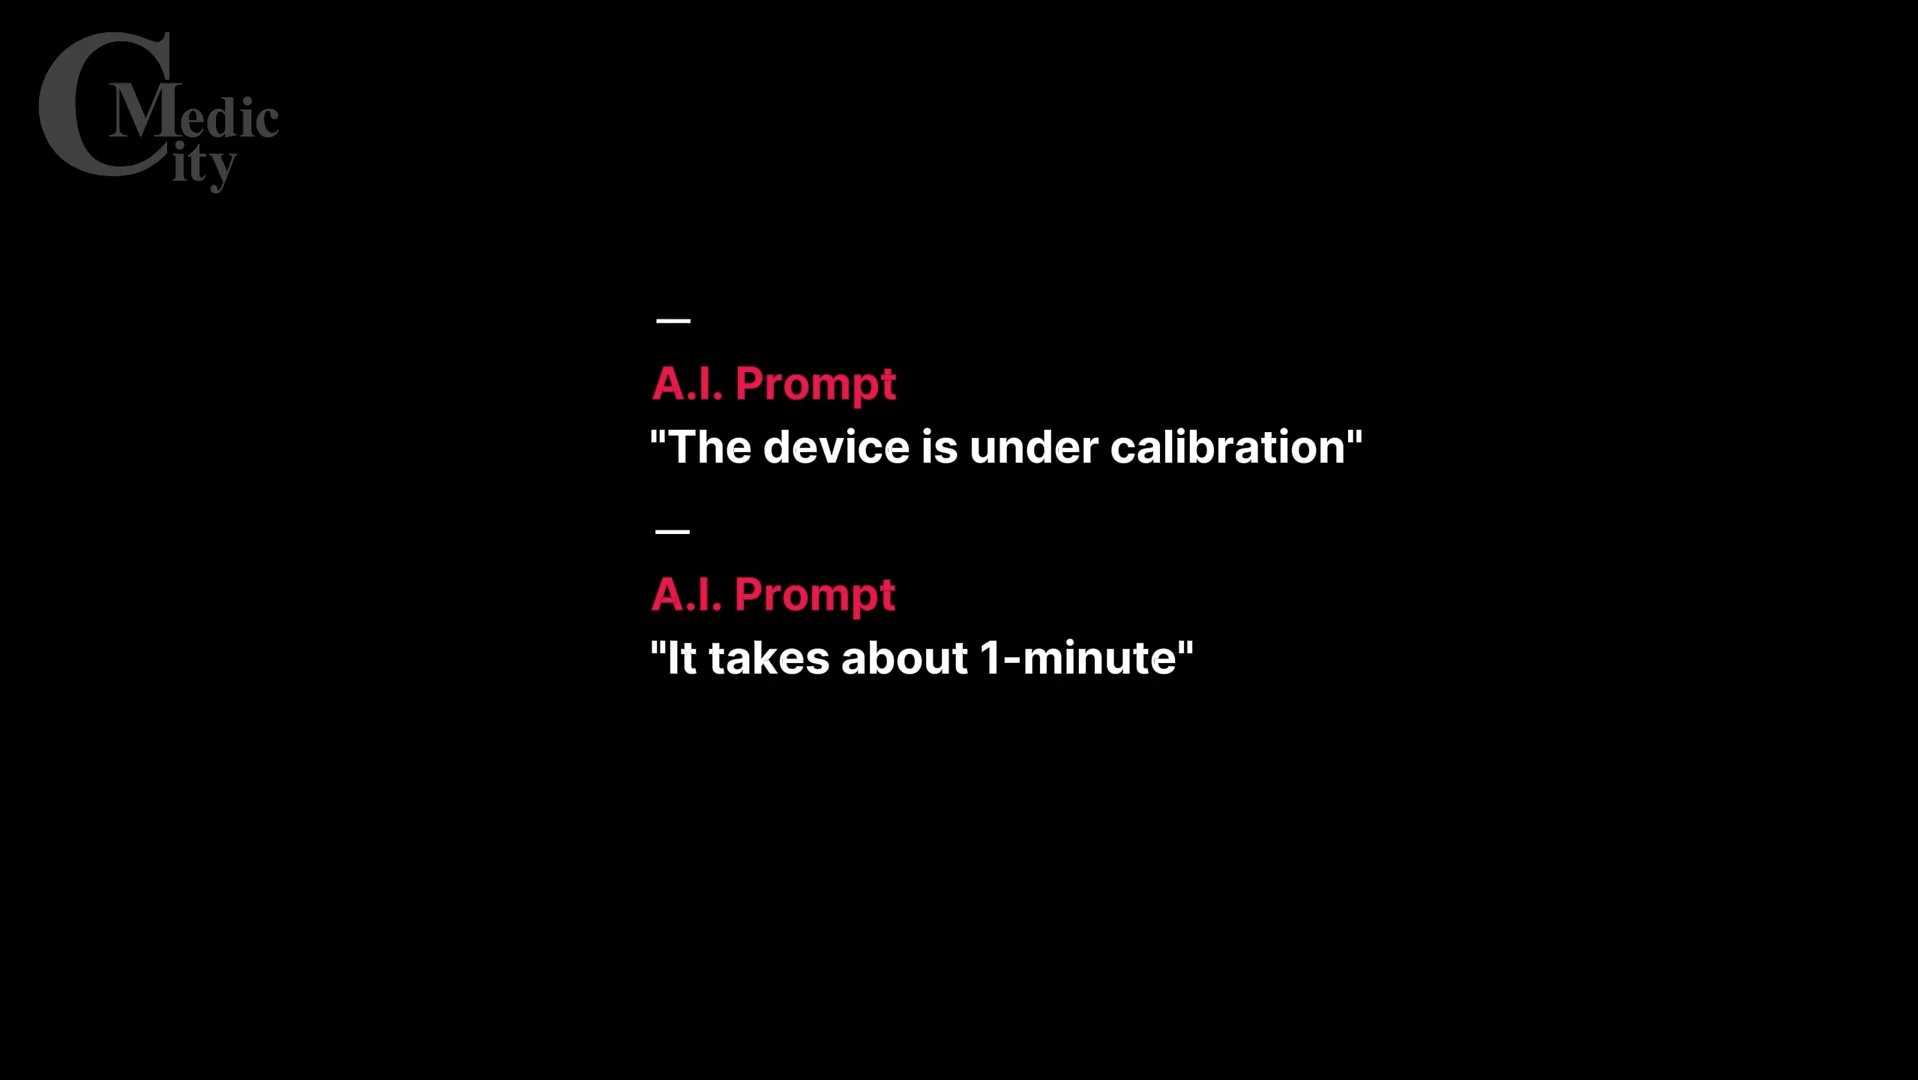 Medic
City
—
A.I. Prompt
"The device is under calibration"
—
A.I. Prompt
"It takes about 1-minute"